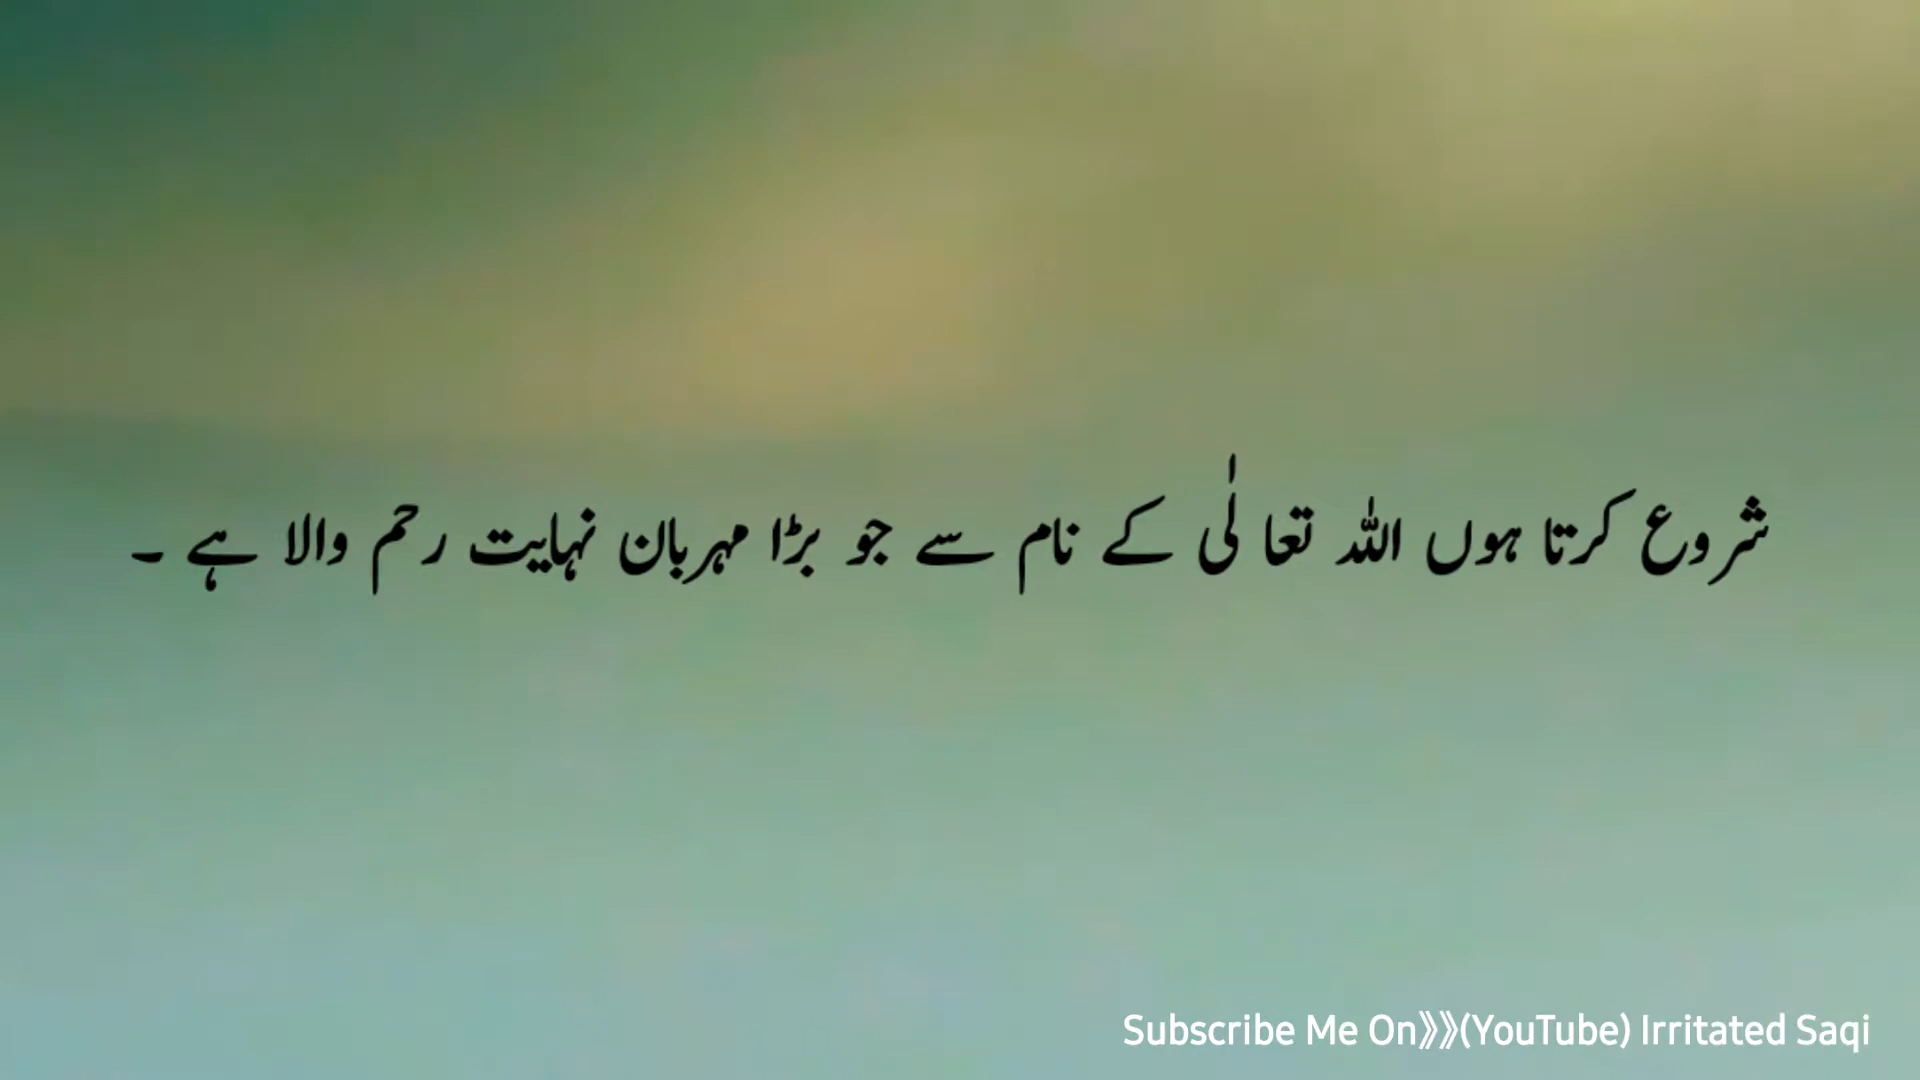 شروع کرتا ہوں اللہ تعا لٰی کے نام سے جو بڑا مہربان نہایت رحم والا ہے ۔
Subscribe Me On》》(YouTube) Irritated Saqi